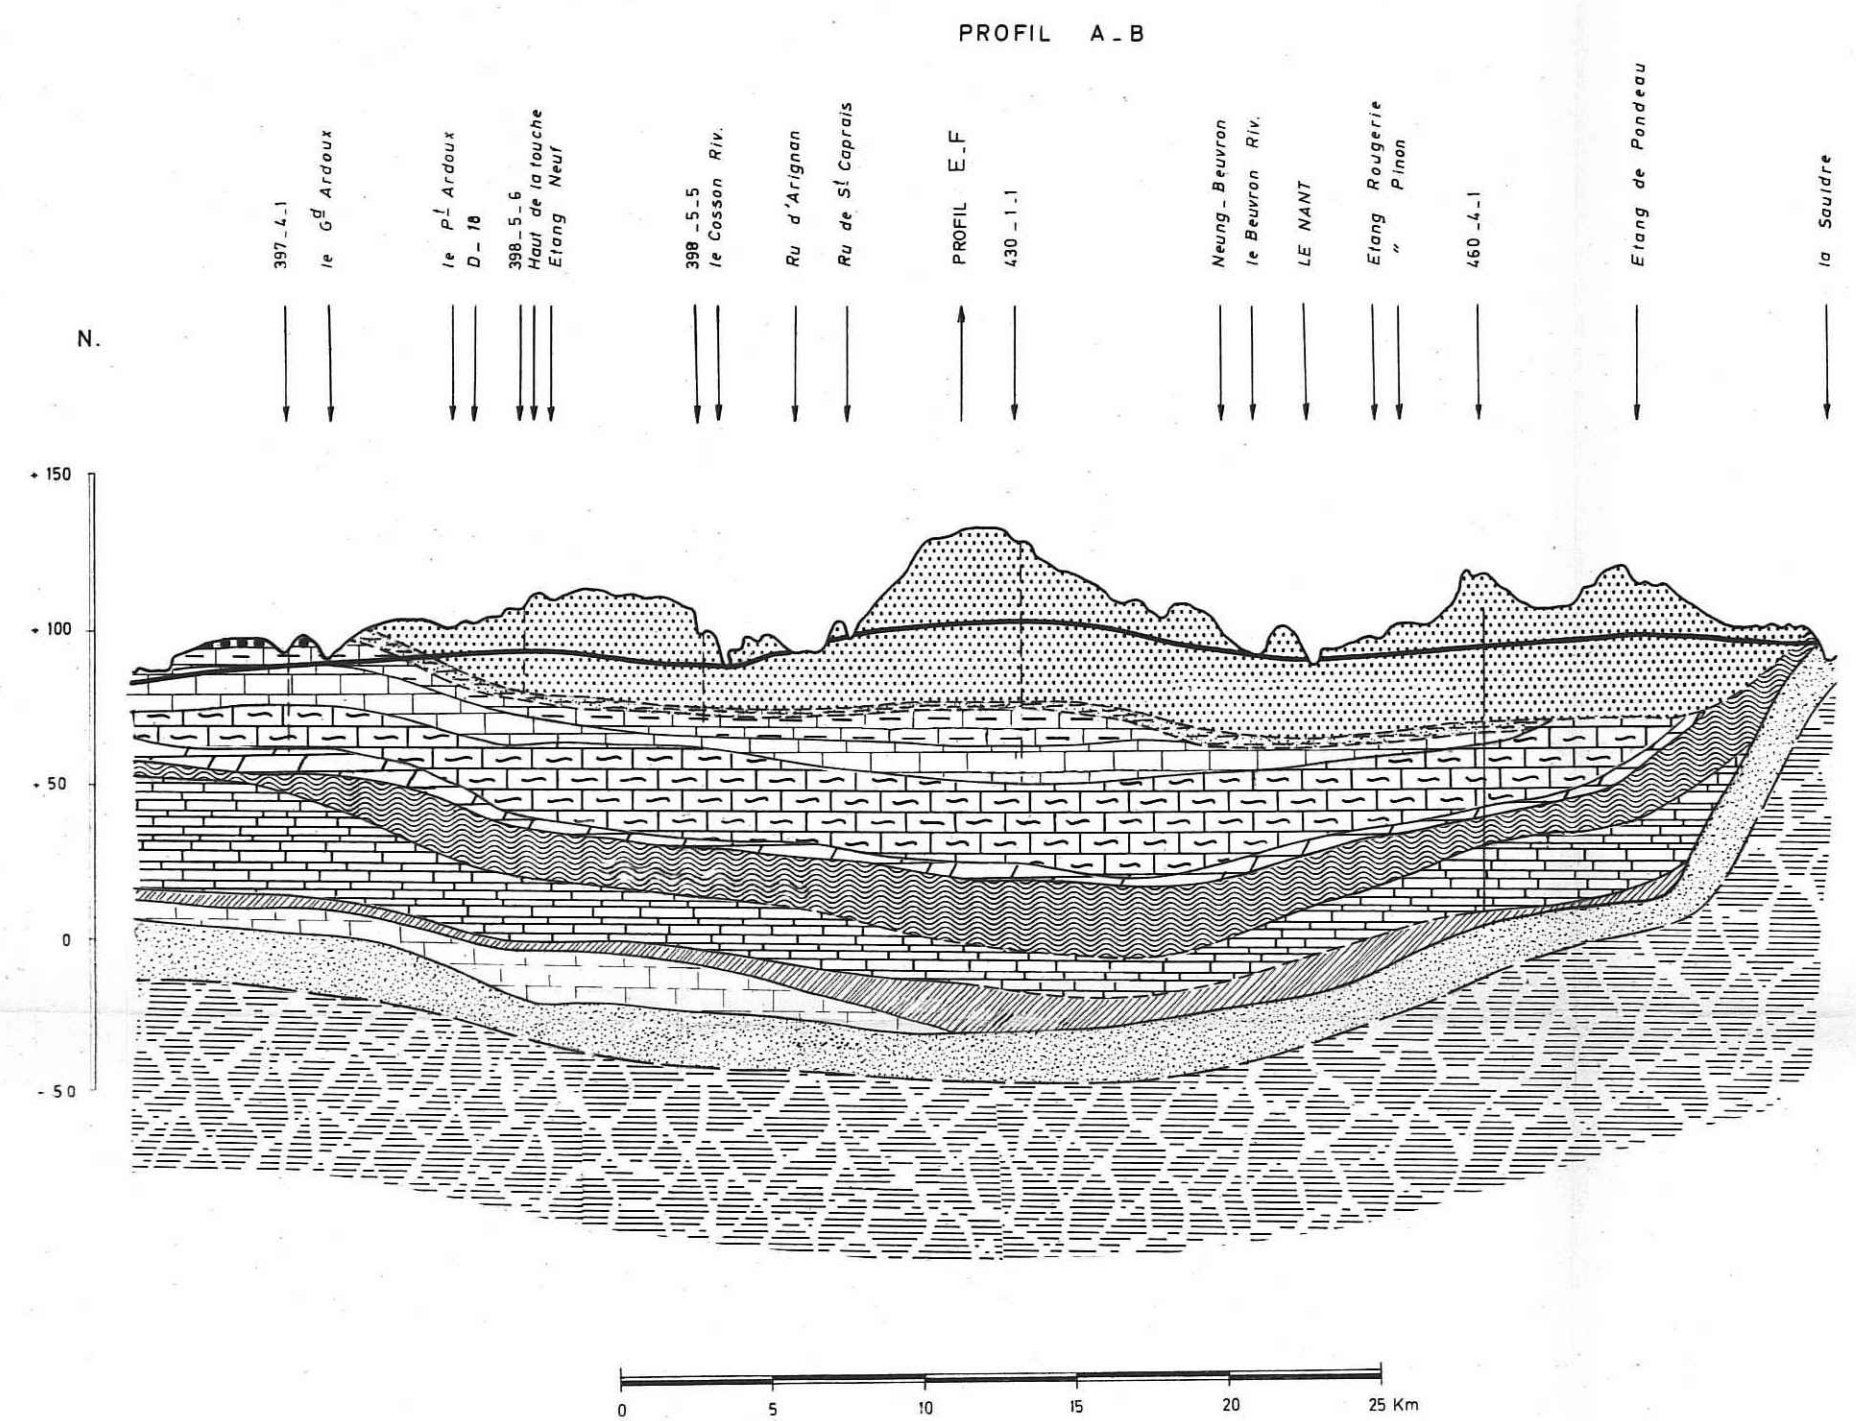 PROFIL A_B
397_4_1
le Gd Ardoux
le Pt Ardoux
D_18
398_5_6
Haut de la touche
Etang Neuf
398_5_5
le Cosson Riv.
Ru d'Arignan
Ru de St Caprais
PROFIL E_F
430_1_1
Neung_Beuvron
le Beuvron Riv.
LE NANT
Etang Rougerie
" Pinon
460_4_1
Etang de Pondeau
la Sauldre
N.
+ 150
+ 100
+ 50
0
- 50
0 5 10 15 20 25 Km